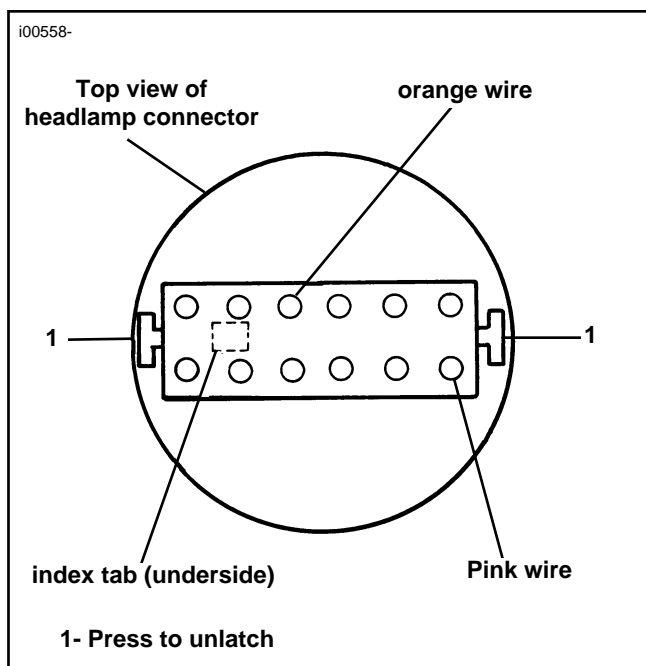 i00558-
Top view of
headlamp connector
orange wire
1
1
index tab (underside)
Pink wire
1- Press to unlatch